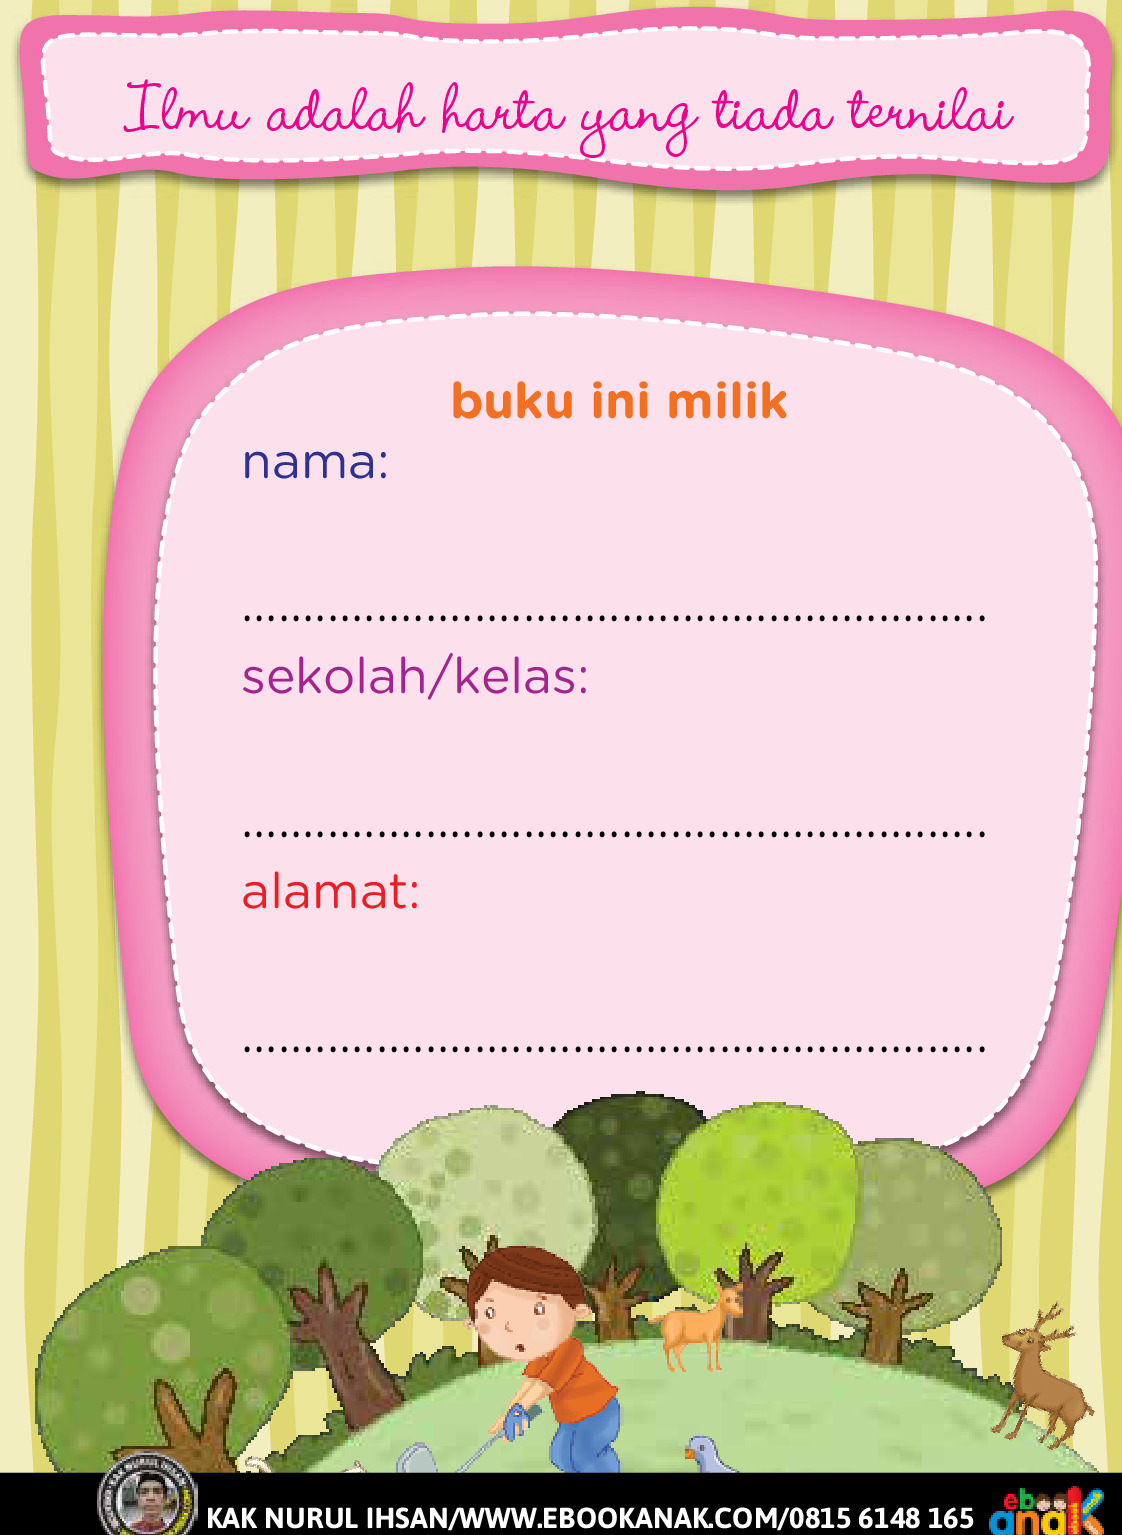 Ilmu adalah harta yang tiada ternilai
buku ini milik
nama:
.............................................................
sekolah/kelas:
.............................................................
alamat:
.............................................................
KAK NURUL IHSAN/WWW.EBOOKANAK.COM/0815 6148 165
ebook
anak